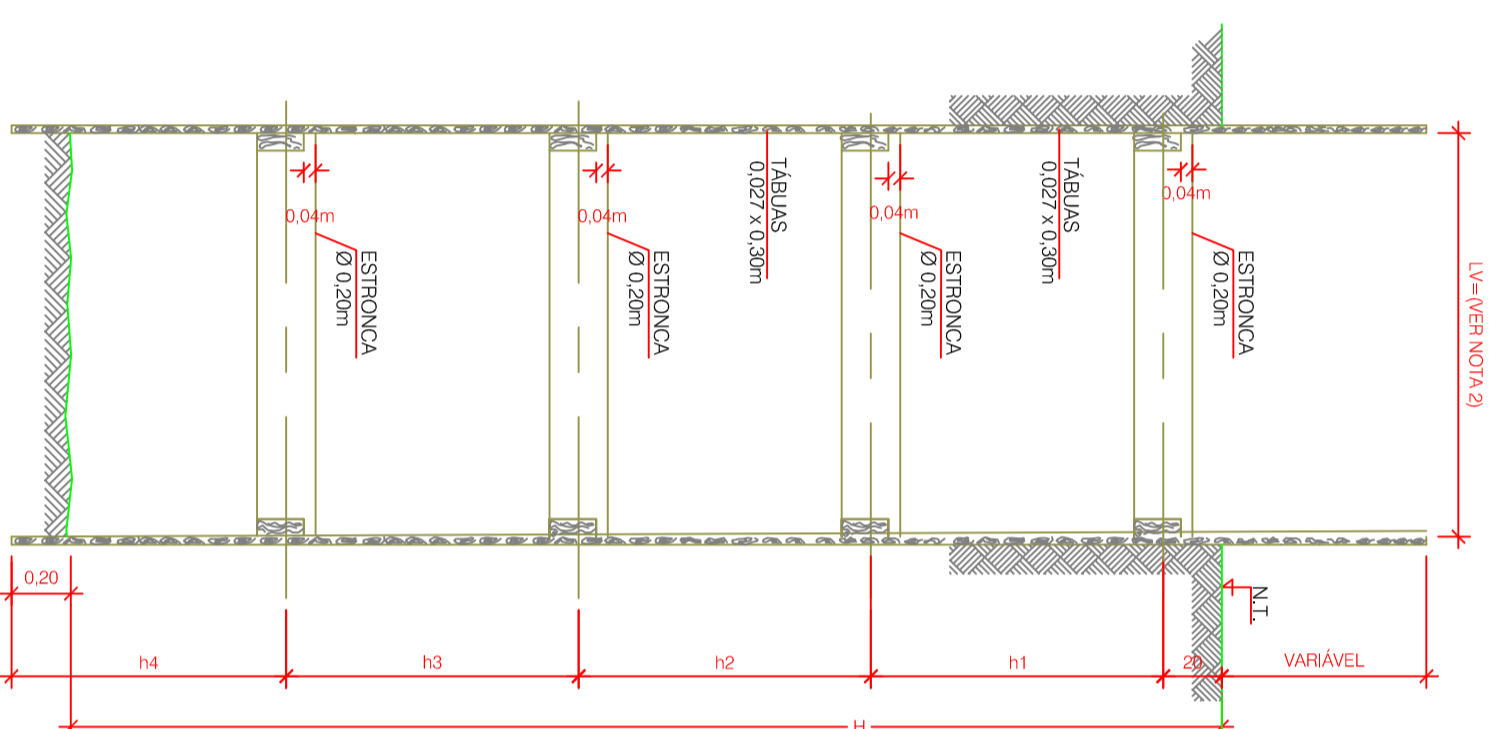 TÁBUAS
0,027 x 0,30m
TÁBUAS
0,027 x 0,30m
0,04m
0,04m
0,04m
0,04m
ESTRONCA
Ø 0,20m
ESTRONCA
Ø 0,20m
ESTRONCA
Ø 0,20m
ESTRONCA
Ø 0,20m
LV=(VER NOTA 2)
0,20
N.T.
h4
h3
h2
h1
20
VARIÁVEL
H